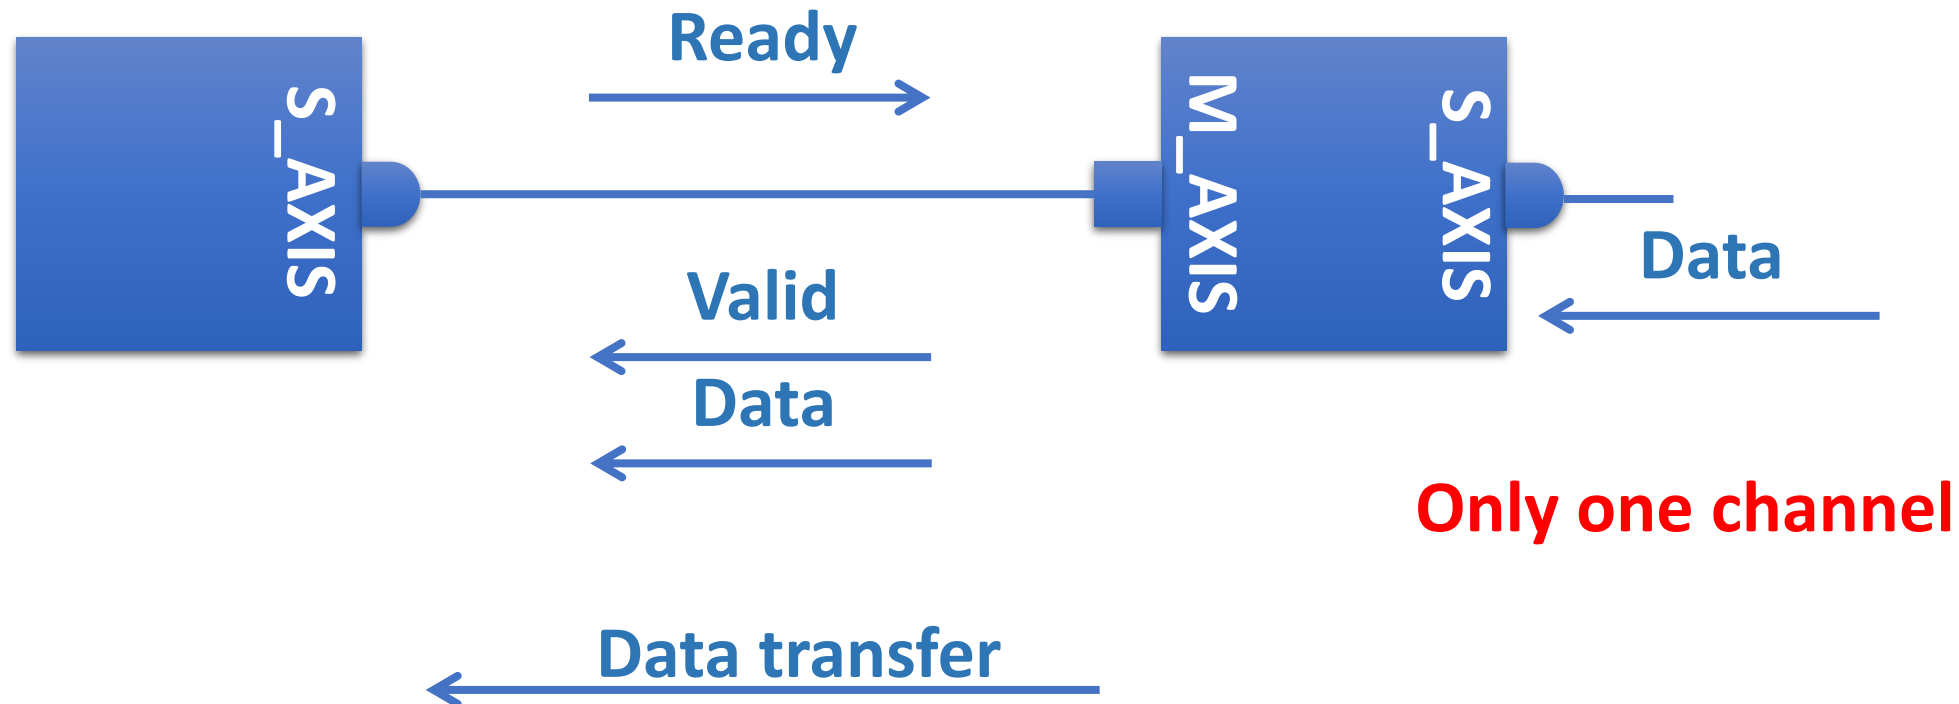 Ready
S_AXIS
M_AXIS
S_AXIS
Data
Valid
Data
Only one channel
Data transfer